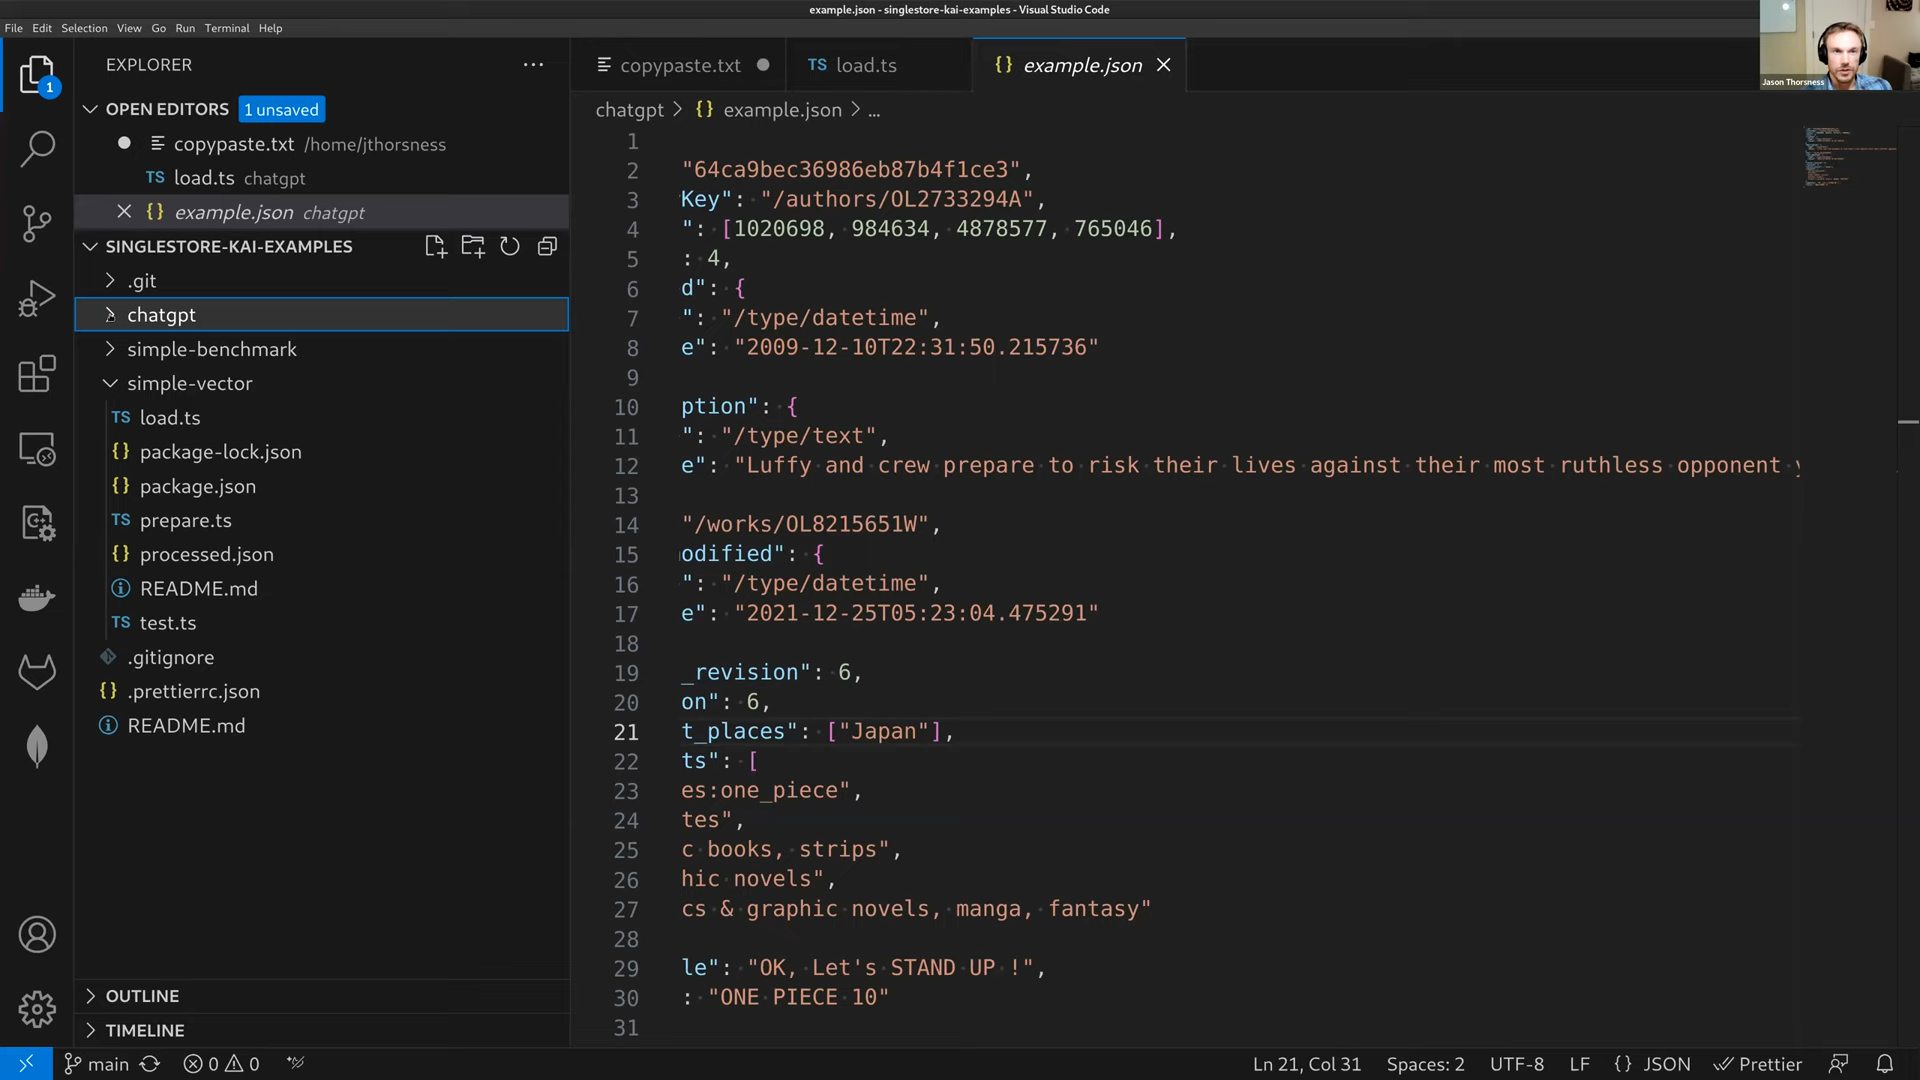 example.json - singlestore-kai-examples - Visual Studio Code
File Edit Selection View Go Run Terminal Help
Jason Thorsness
1
EXPLORER
OPEN EDITORS 1 unsaved
copypaste.txt /home/jthorsness
TS load.ts chatgpt
{} example.json chatgpt
SINGLESTORE-KAI-EXAMPLES
.git
chatgpt
simple-benchmark
simple-vector
TS load.ts
{} package-lock.json
{} package.json
TS prepare.ts
{} processed.json
README.md
TS test.ts
.gitignore
{} .prettierrc.json
README.md
OUTLINE
TIMELINE
copypaste.txt
TS load.ts
{} example.json
chatgpt > {} example.json > ...
1
2 "64ca9bec36986eb87b4f1ce3",
3 Key": "/authors/OL2733294A",
4 ": [1020698, 984634, 4878577, 765046],
5 : 4,
6 d": {
7 ": "/type/datetime",
8 e": "2009-12-10T22:31:50.215736"
9
10 ption": {
11 ": "/type/text",
12 e": "Luffy and crew prepare to risk their lives against their most ruthless opponent y
13
14 "/works/OL8215651W",
15 odified": {
16 ": "/type/datetime",
17 e": "2021-12-25T05:23:04.475291"
18
19 _revision": 6,
20 on": 6,
21 t_places": ["Japan"],
22 ts": [
23 es:one_piece",
24 tes",
25 c books, strips",
26 hic novels",
27 cs & graphic novels, manga, fantasy"
28
29 le": "OK, Let's STAND UP !",
30 : "ONE PIECE 10"
31
main 0 0 Ln 21, Col 31 Spaces: 2 UTF-8 LF {} JSON Prettier